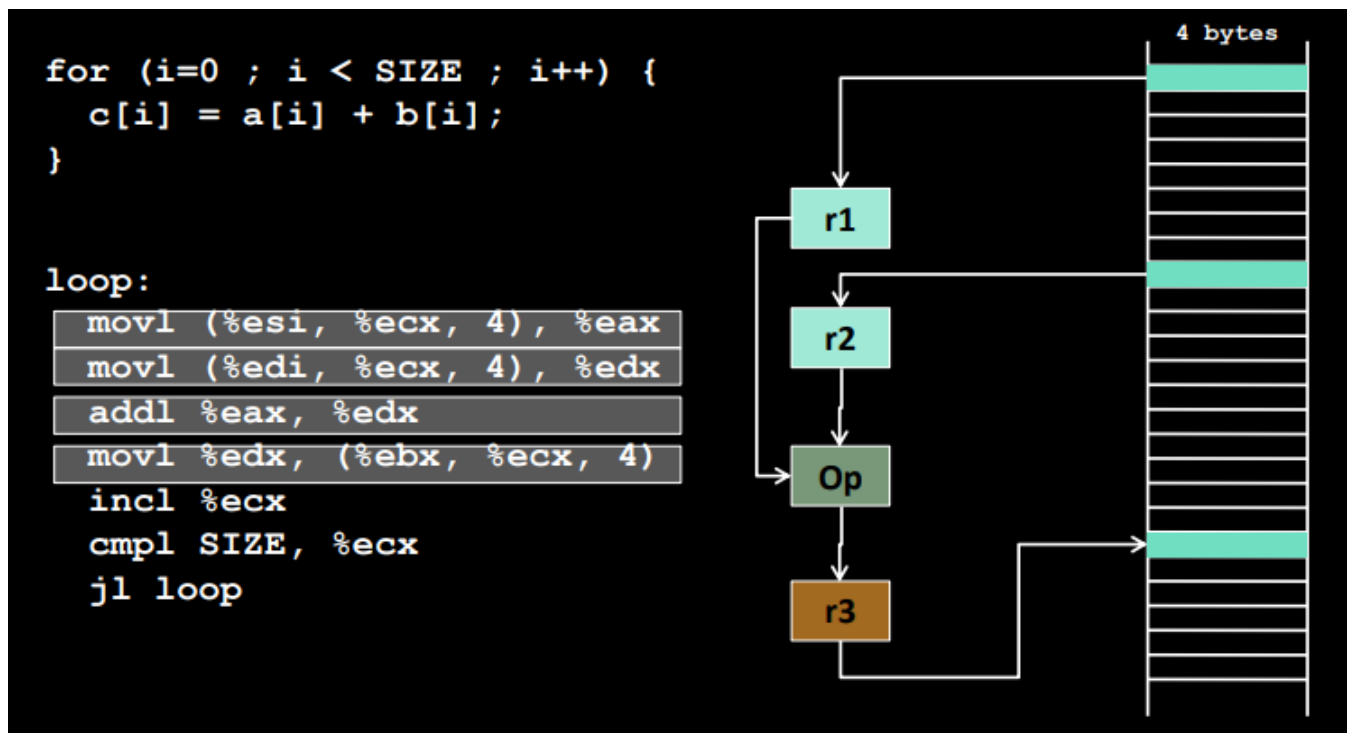 for (i=0 ; i < SIZE ; i++) {
c[i] = a[i] + b[i];
}
loop:
movl (%esi, %ecx, 4), %eax
movl (%edi, %ecx, 4), %edx
addl %eax, %edx
movl %edx, (%ebx, %ecx, 4)
incl %ecx
cmpl SIZE, %ecx
jl loop
4 bytes
r1
r2
Op
r3